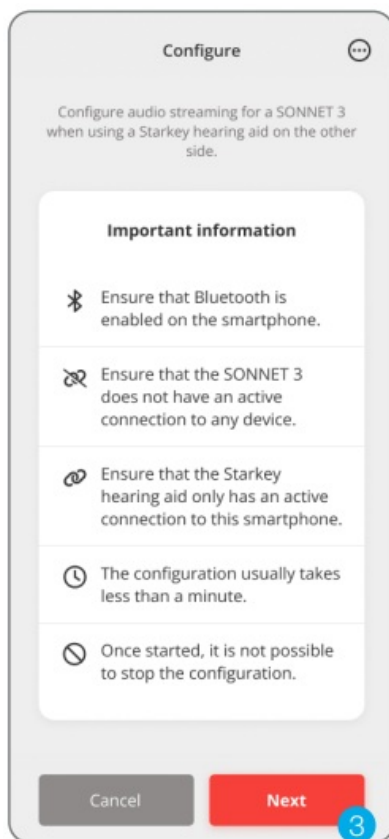 Configure
Configure audio streaming for a SONNET 3
when using a Starkey hearing aid on the other
side.
Important information
Ensure that Bluetooth is
enabled on the smartphone.
Ensure that the SONNET 3
does not have an active
connection to any device.
Ensure that the Starkey
hearing aid only has an active
connection to this smartphone.
The configuration usually takes
less than a minute.
Once started, it is not possible
to stop the configuration.
Cancel
Next
3